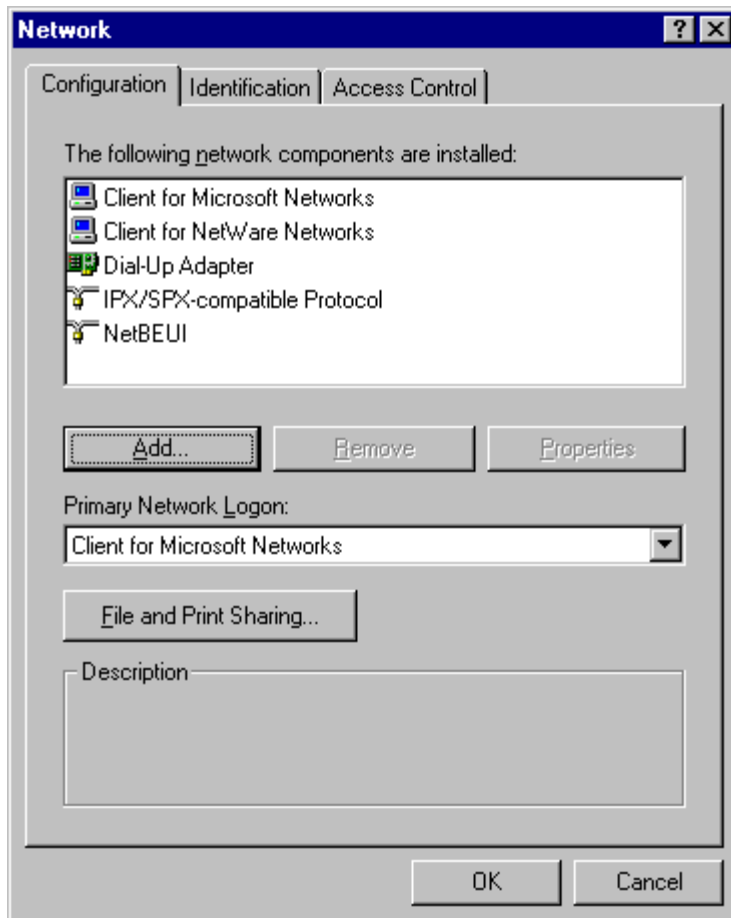 Network
Configuration Identification Access Control
The following network components are installed:
Client for Microsoft Networks
Client for NetWare Networks
Dial-Up Adapter
IPX/SPX-compatible Protocol
NetBEUI
Add... Remove Properties
Primary Network Logon:
Client for Microsoft Networks
File and Print Sharing...
Description
OK Cancel